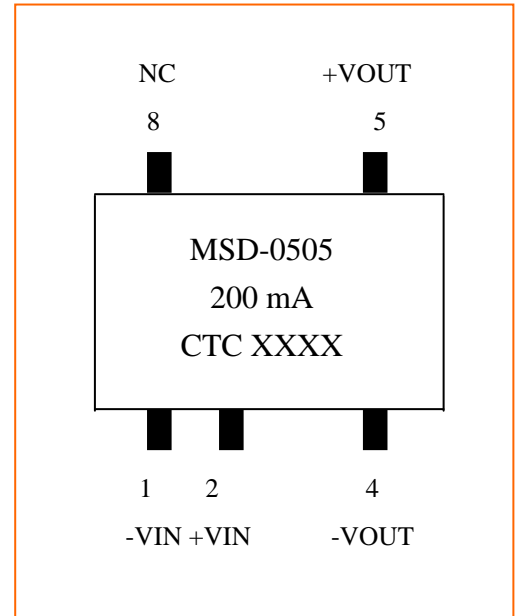 NC +VOUT
8 5
MSD-0505
200 mA
CTC XXXX
1 2 4
-VIN +VIN -VOUT